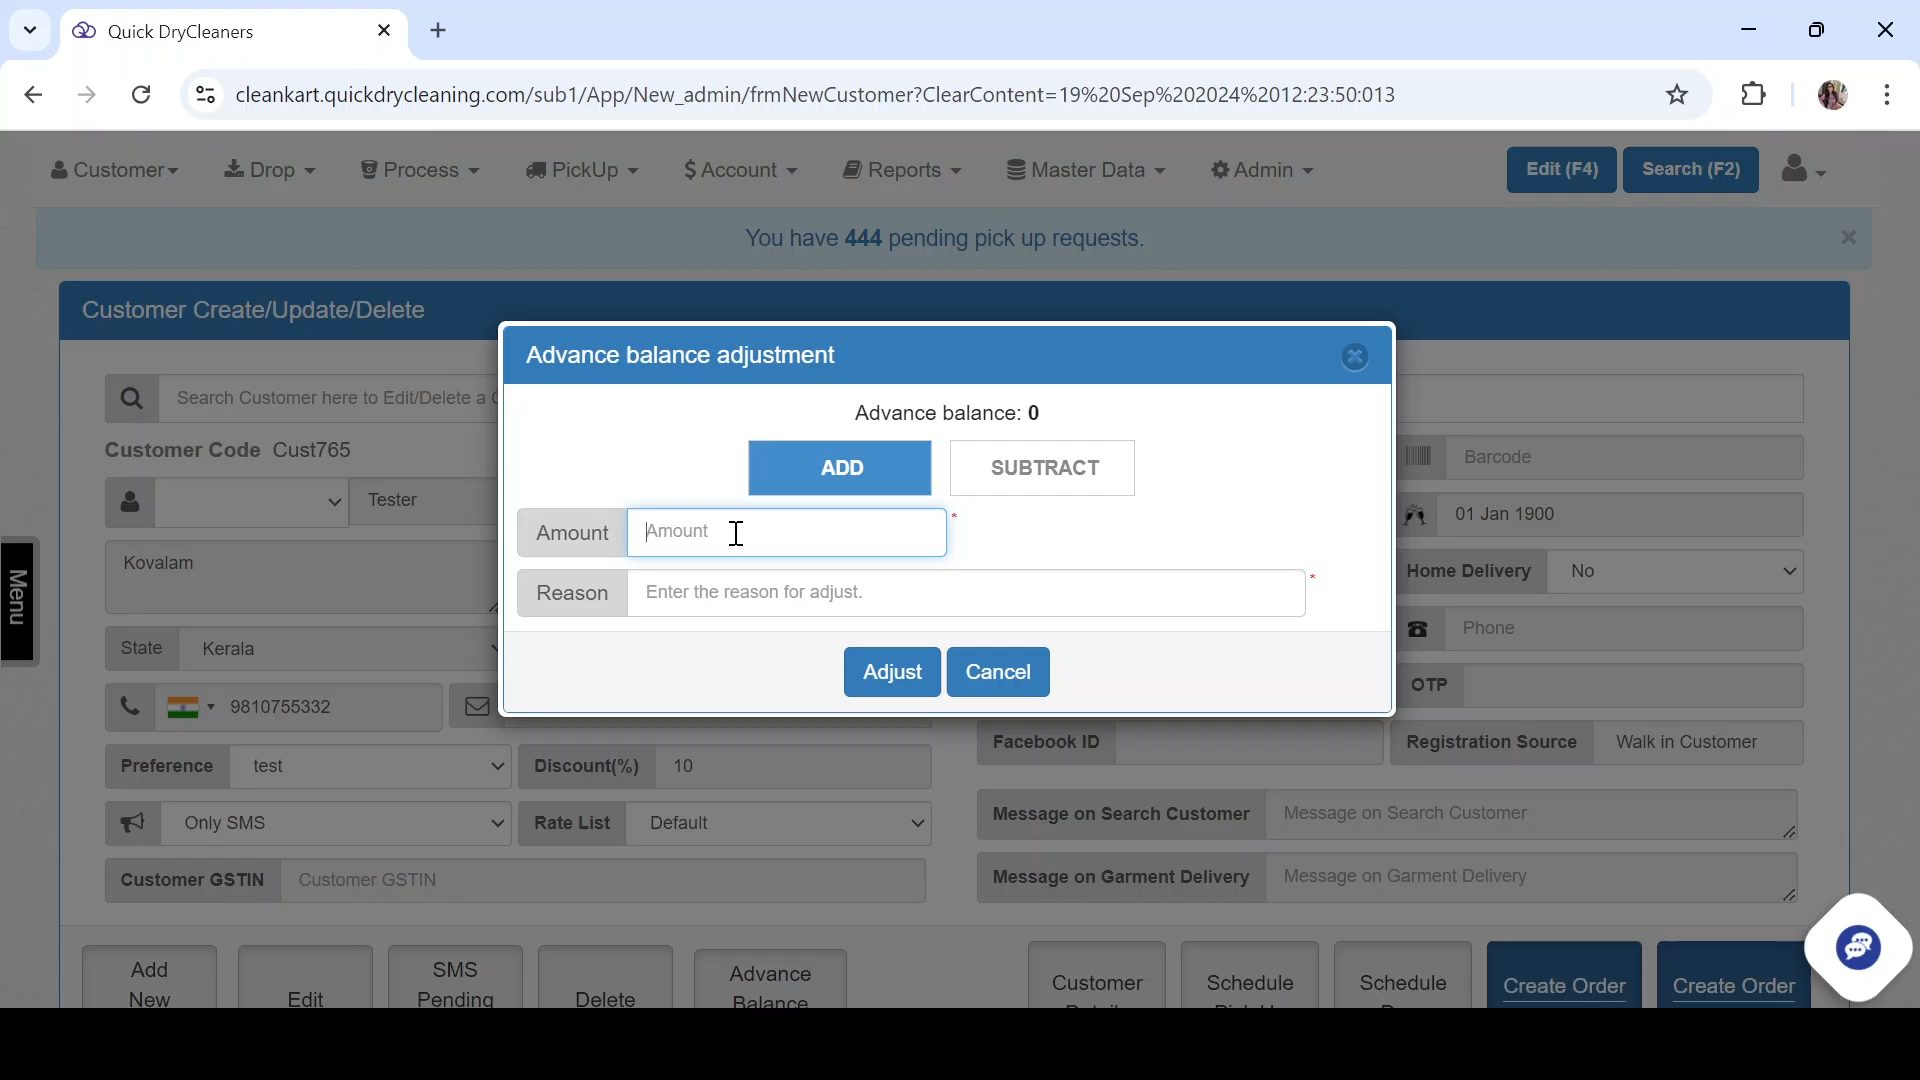 Quick DryCleaners
cleankart.quickdrycleaning.com/sub1/App/New_admin/frmNewCustomer?ClearContent=19%20Sep%202024%2012:23:50:013
Customer Drop Process PickUp $ Account Reports Master Data Admin Edit (F4) Search (F2)
You have 444 pending pick up requests.
Customer Create/Update/Delete
Advance balance adjustment
Advance balance: 0
ADD SUBTRACT
Amount Amount *
Reason Enter the reason for adjust. *
Adjust Cancel
Search Customer here to Edit/Delete a C
Customer Code Cust765
Barcode
Tester
01 Jan 1900
Kovalam
Home Delivery No
Menu
State Kerala
Phone
9810755332
OTP
Facebook ID Registration Source Walk in Customer
Preference test Discount(%) 10
Only SMS Rate List Default
Message on Search Customer Message on Search Customer
Customer GSTIN Customer GSTIN
Message on Garment Delivery Message on Garment Delivery
Add
New
Edit
SMS
Pending
Delete
Advance
Balance
Customer
Schedule
Schedule
Create Order
Create Order